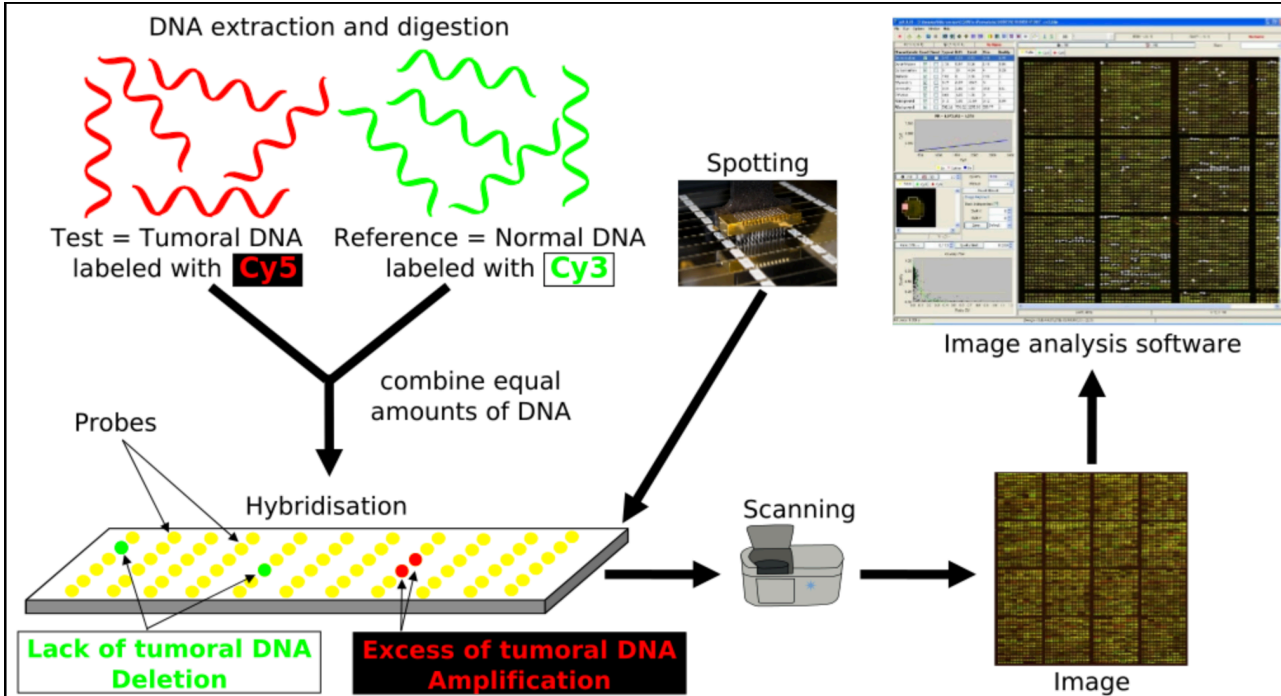 DNA extraction and digestion
Test = Tumoral DNA
labeled with Cy5
Reference = Normal DNA
labeled with Cy3
combine equal
amounts of DNA
Spotting
Probes
Hybridisation
Lack of tumoral DNA
Deletion
Excess of tumoral DNA
Amplification
Scanning
Image
Image analysis software